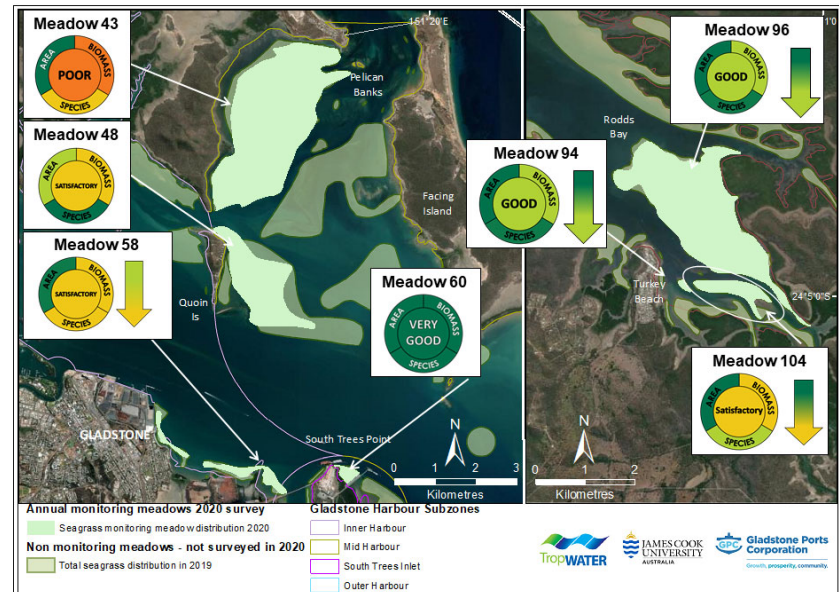 Meadow 43
AREA
BIOMASS
POOR
SPECIES
Meadow 48
AREA
BIOMASS
SATISFACTORY
SPECIES
Meadow 58
AREA
BIOMASS
SATISFACTORY
SPECIES
Meadow 60
AREA
BIOMASS
VERY
GOOD
SPECIES
151°20'E
Pelican
Banks
Facing
Island
Quoin
Is
GLADSTONE
South Trees Point
N
0 1 2 3
Kilometres
Meadow 96
AREA
BIOMASS
GOOD
SPECIES
Rodds
Bay
Meadow 94
AREA
BIOMASS
GOOD
SPECIES
Turkey
Beach
24°5'0"S
Meadow 104
AREA
BIOMASS
Satisfactory
SPECIES
N
0 1 2
Kilometres
Annual monitoring meadows 2020 survey
Seagrass monitoring meadow distribution 2020
Non monitoring meadows - not surveyed in 2020
Total seagrass distribution in 2019
Gladstone Harbour Subzones
Inner Harbour
Mid Harbour
South Trees Inlet
Outer Harbour
TropWATER
JAMES COOK
UNIVERSITY
AUSTRALIA
GPC
Gladstone Ports
Corporation
Growth, prosperity, community.